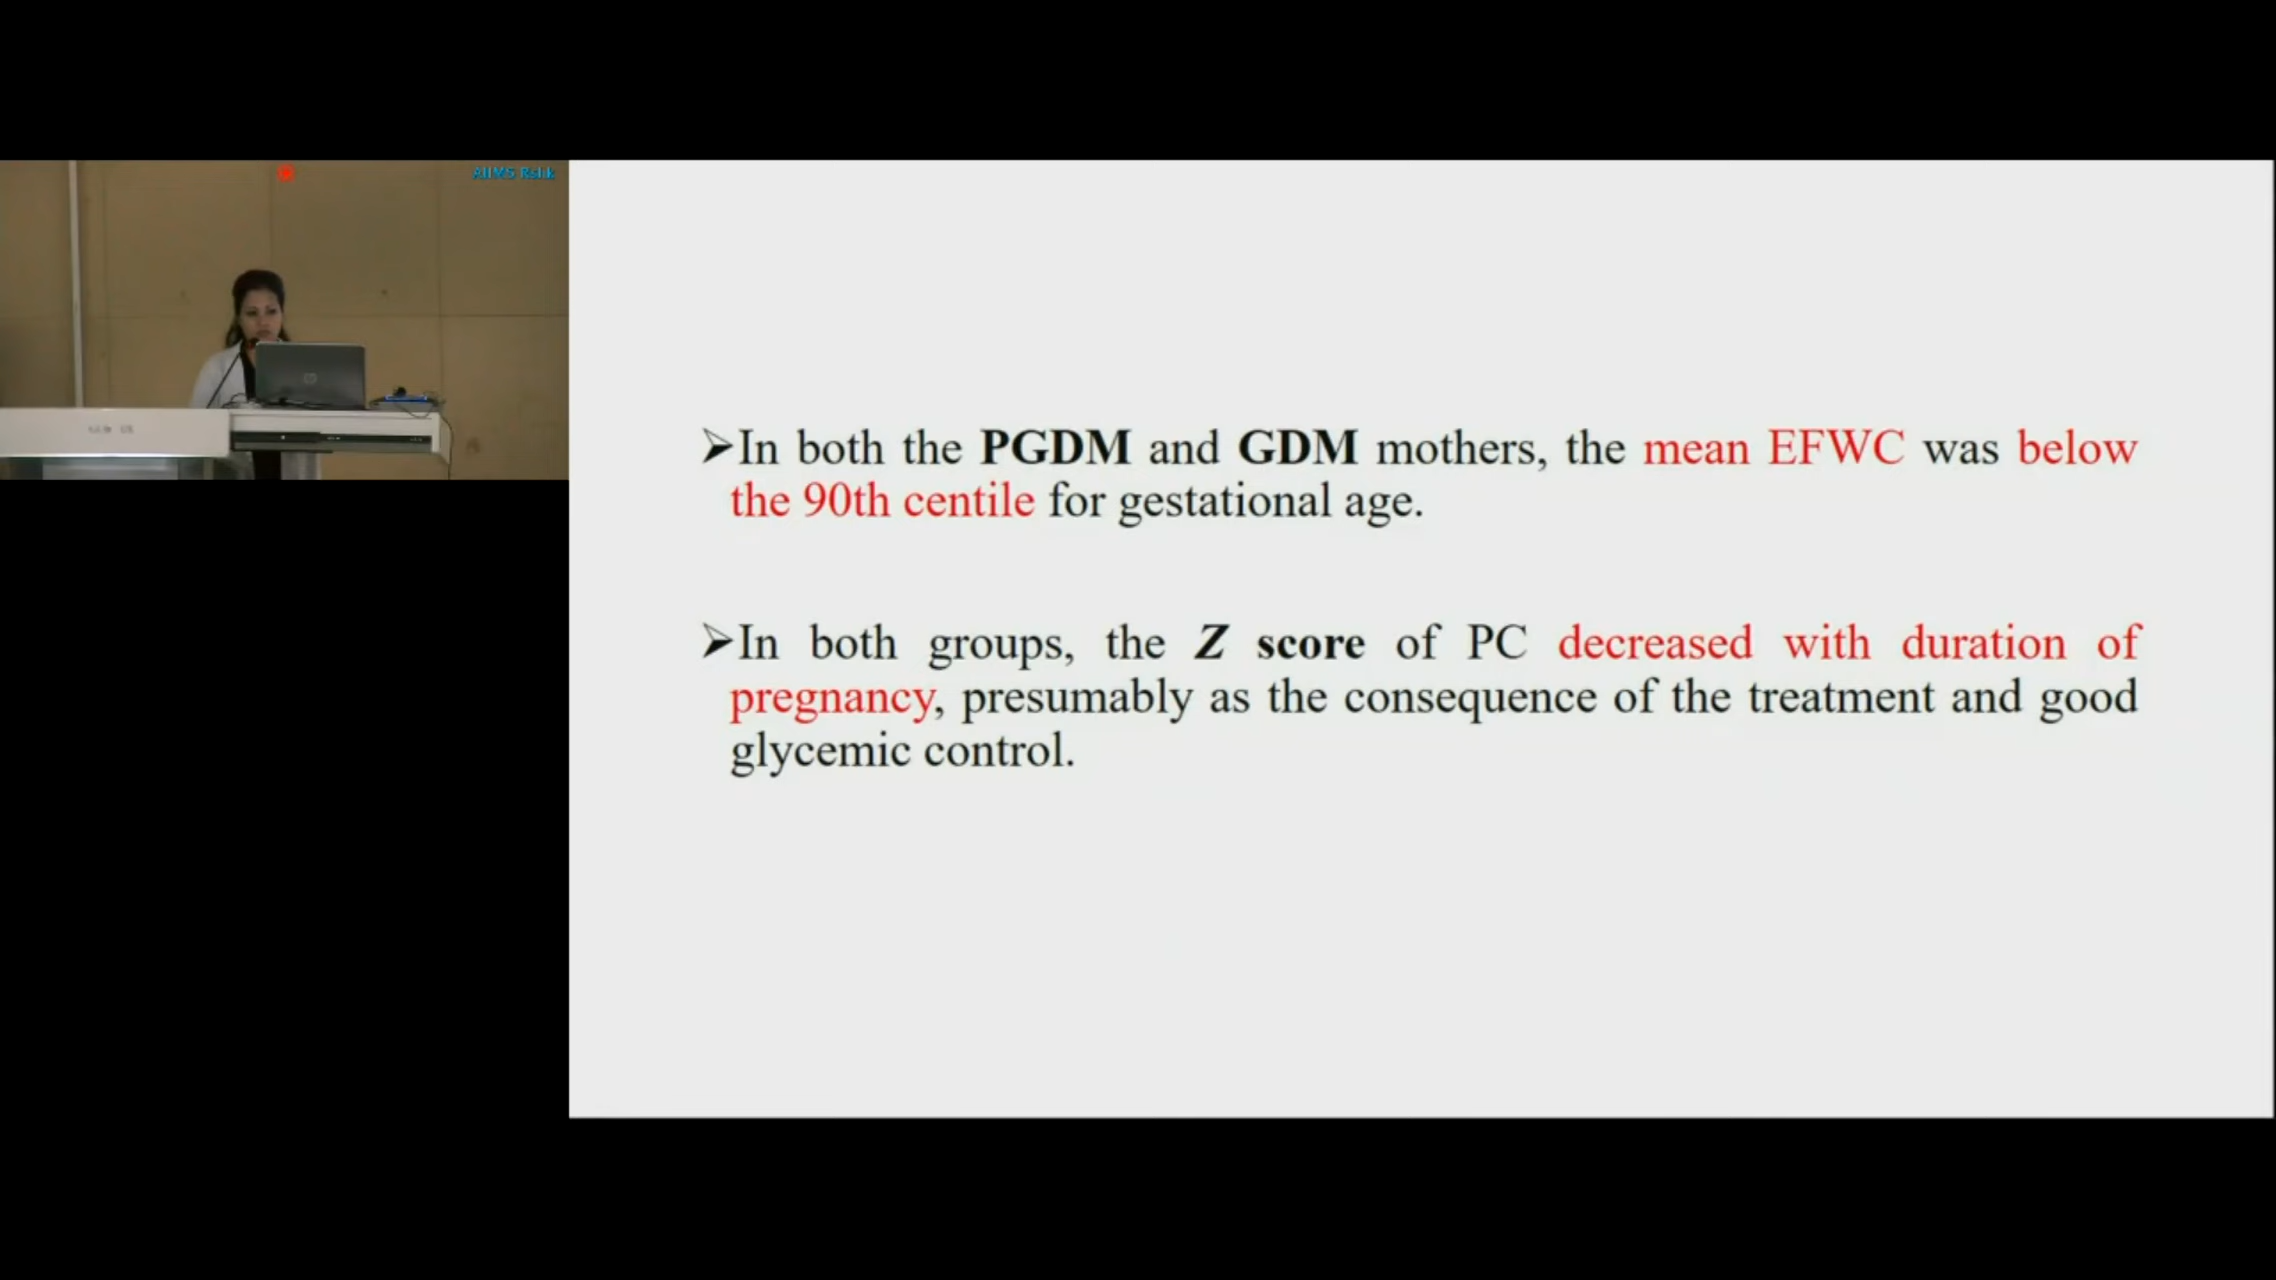 AIIMS Rsik
➢In both the PGDM and GDM mothers, the mean EFWC was below
the 90th centile for gestational age.
➢In both groups, the Z score of PC decreased with duration of
pregnancy, presumably as the consequence of the treatment and good
glycemic control.